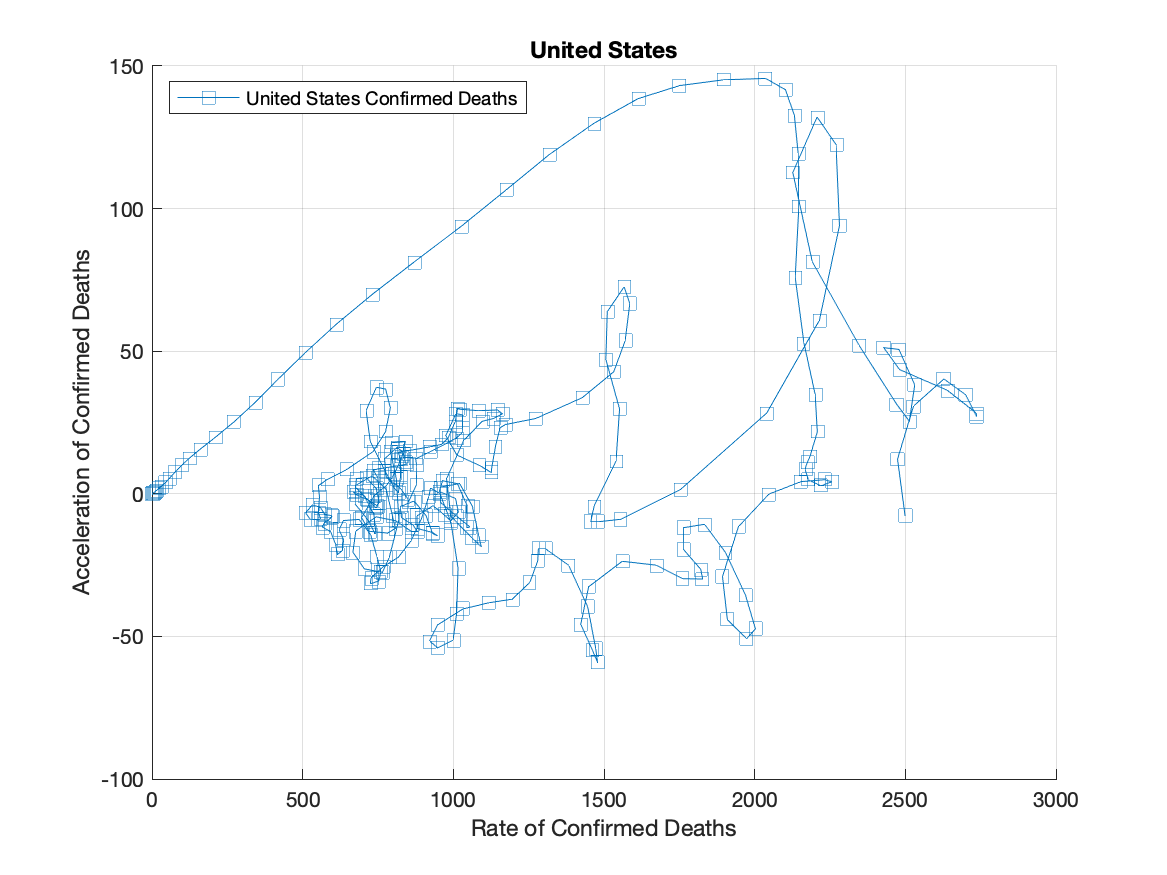 United States
United States Confirmed Deaths
150
100
50
0
-50
-100
Acceleration of Confirmed Deaths
0 500 1000 1500 2000 2500 3000
Rate of Confirmed Deaths